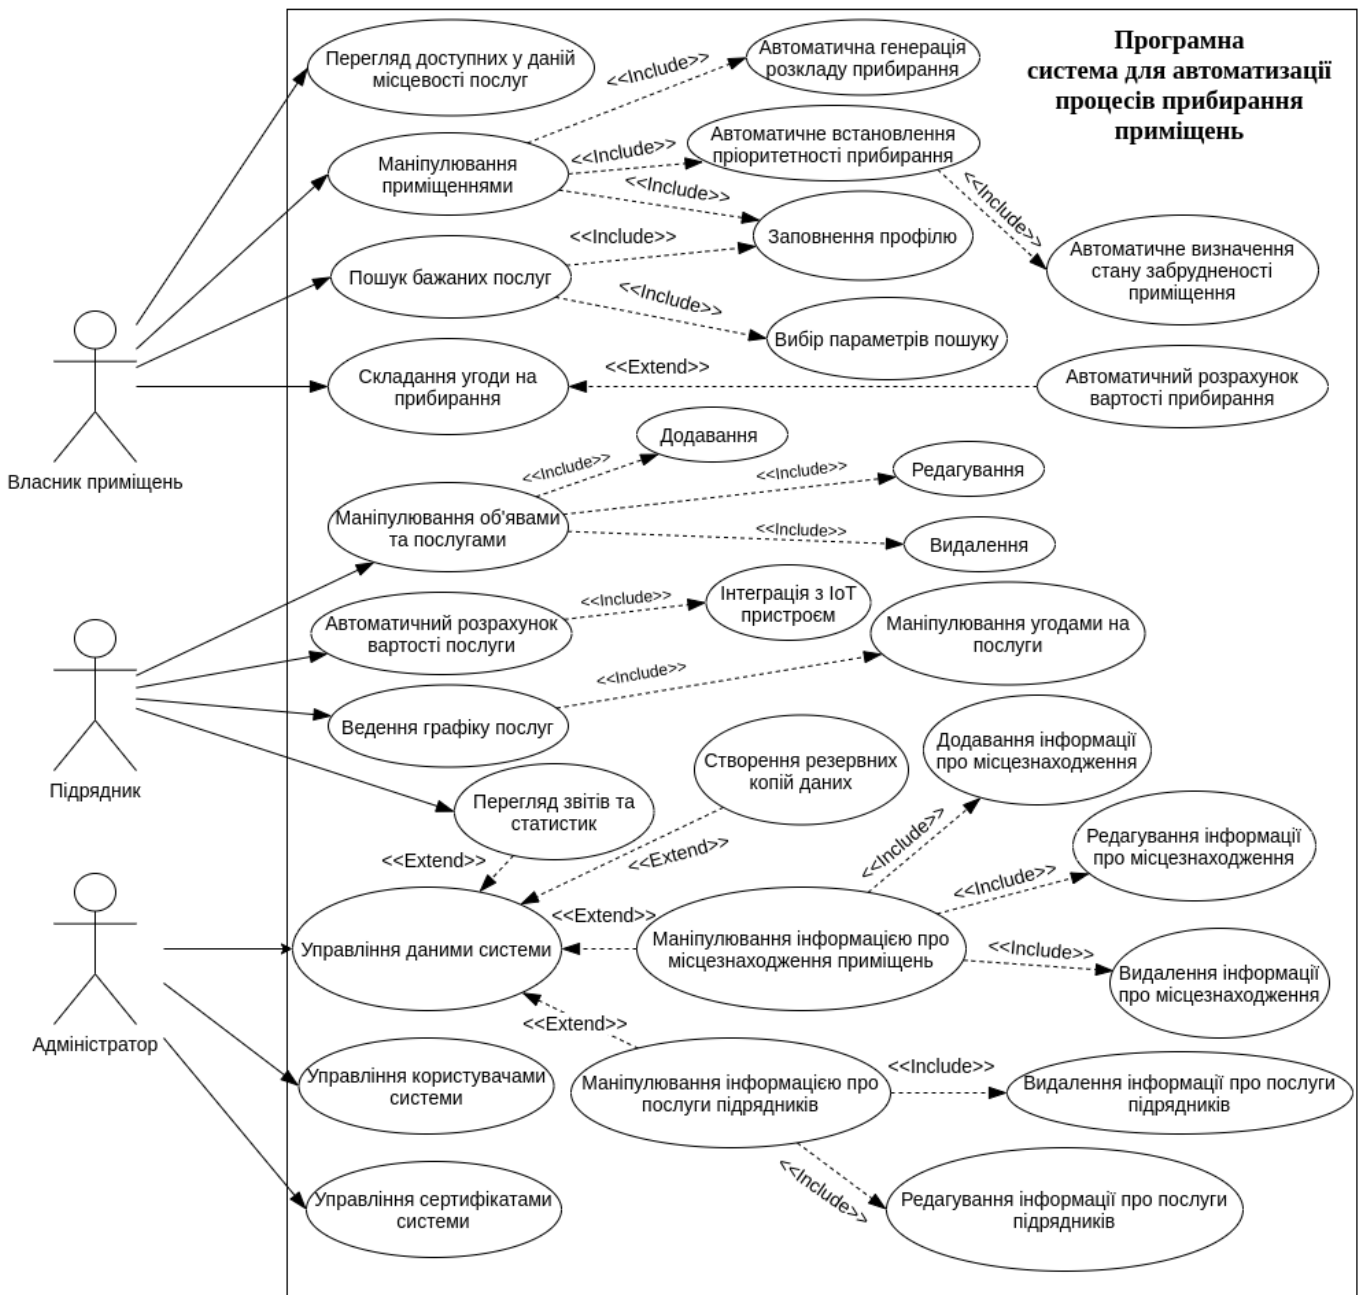 Програмна
система для автоматизації
процесів прибирання
приміщень
Перегляд доступних у даній
місцевості послуг
<<Include>>
Автоматична генерація
розкладу прибирання
Маніпулювання
приміщеннями
<<Include>>
Автоматичне встановлення
пріоритетності прибирання
<<Include>>
<<Include>>
Заповнення профілю
Автоматичне визначення
стану забрудненості
приміщення
Пошук бажаних послуг
<<Include>>
<<Include>>
Вибір параметрів пошуку
Складання угоди на
прибирання
<<Extend>>
Автоматичний розрахунок
вартості прибирання
Власник приміщень
Маніпулювання об'явами
та послугами
<<Include>>
Додавання
<<Include>>
Редагування
<<Include>>
Видалення
Автоматичний розрахунок
вартості послуги
<<Include>>
Інтеграція з ІоТ
пристроєм
Ведення графіку послуг
<<Include>>
Маніпулювання угодами на
послуги
Підрядник
Перегляд звітів та
статистик
<<Extend>>
Створення резервних
копій даних
<<Extend>>
Додавання інформації
про місцезнаходження
<<Include>>
Редагування інформації
про місцезнаходження
<<Include>>
Управління даними системи
<<Extend>>
Маніпулювання інформацією про
місцезнаходження приміщень
<<Include>>
Видалення інформації
про місцезнаходження
Адміністратор
<<Extend>>
Управління користувачами
системи
Маніпулювання інформацією про
послуги підрядників
<<Include>>
Видалення інформації про послуги
підрядників
<<Include>>
Редагування інформації про послуги
підрядників
Управління сертифікатами
системи